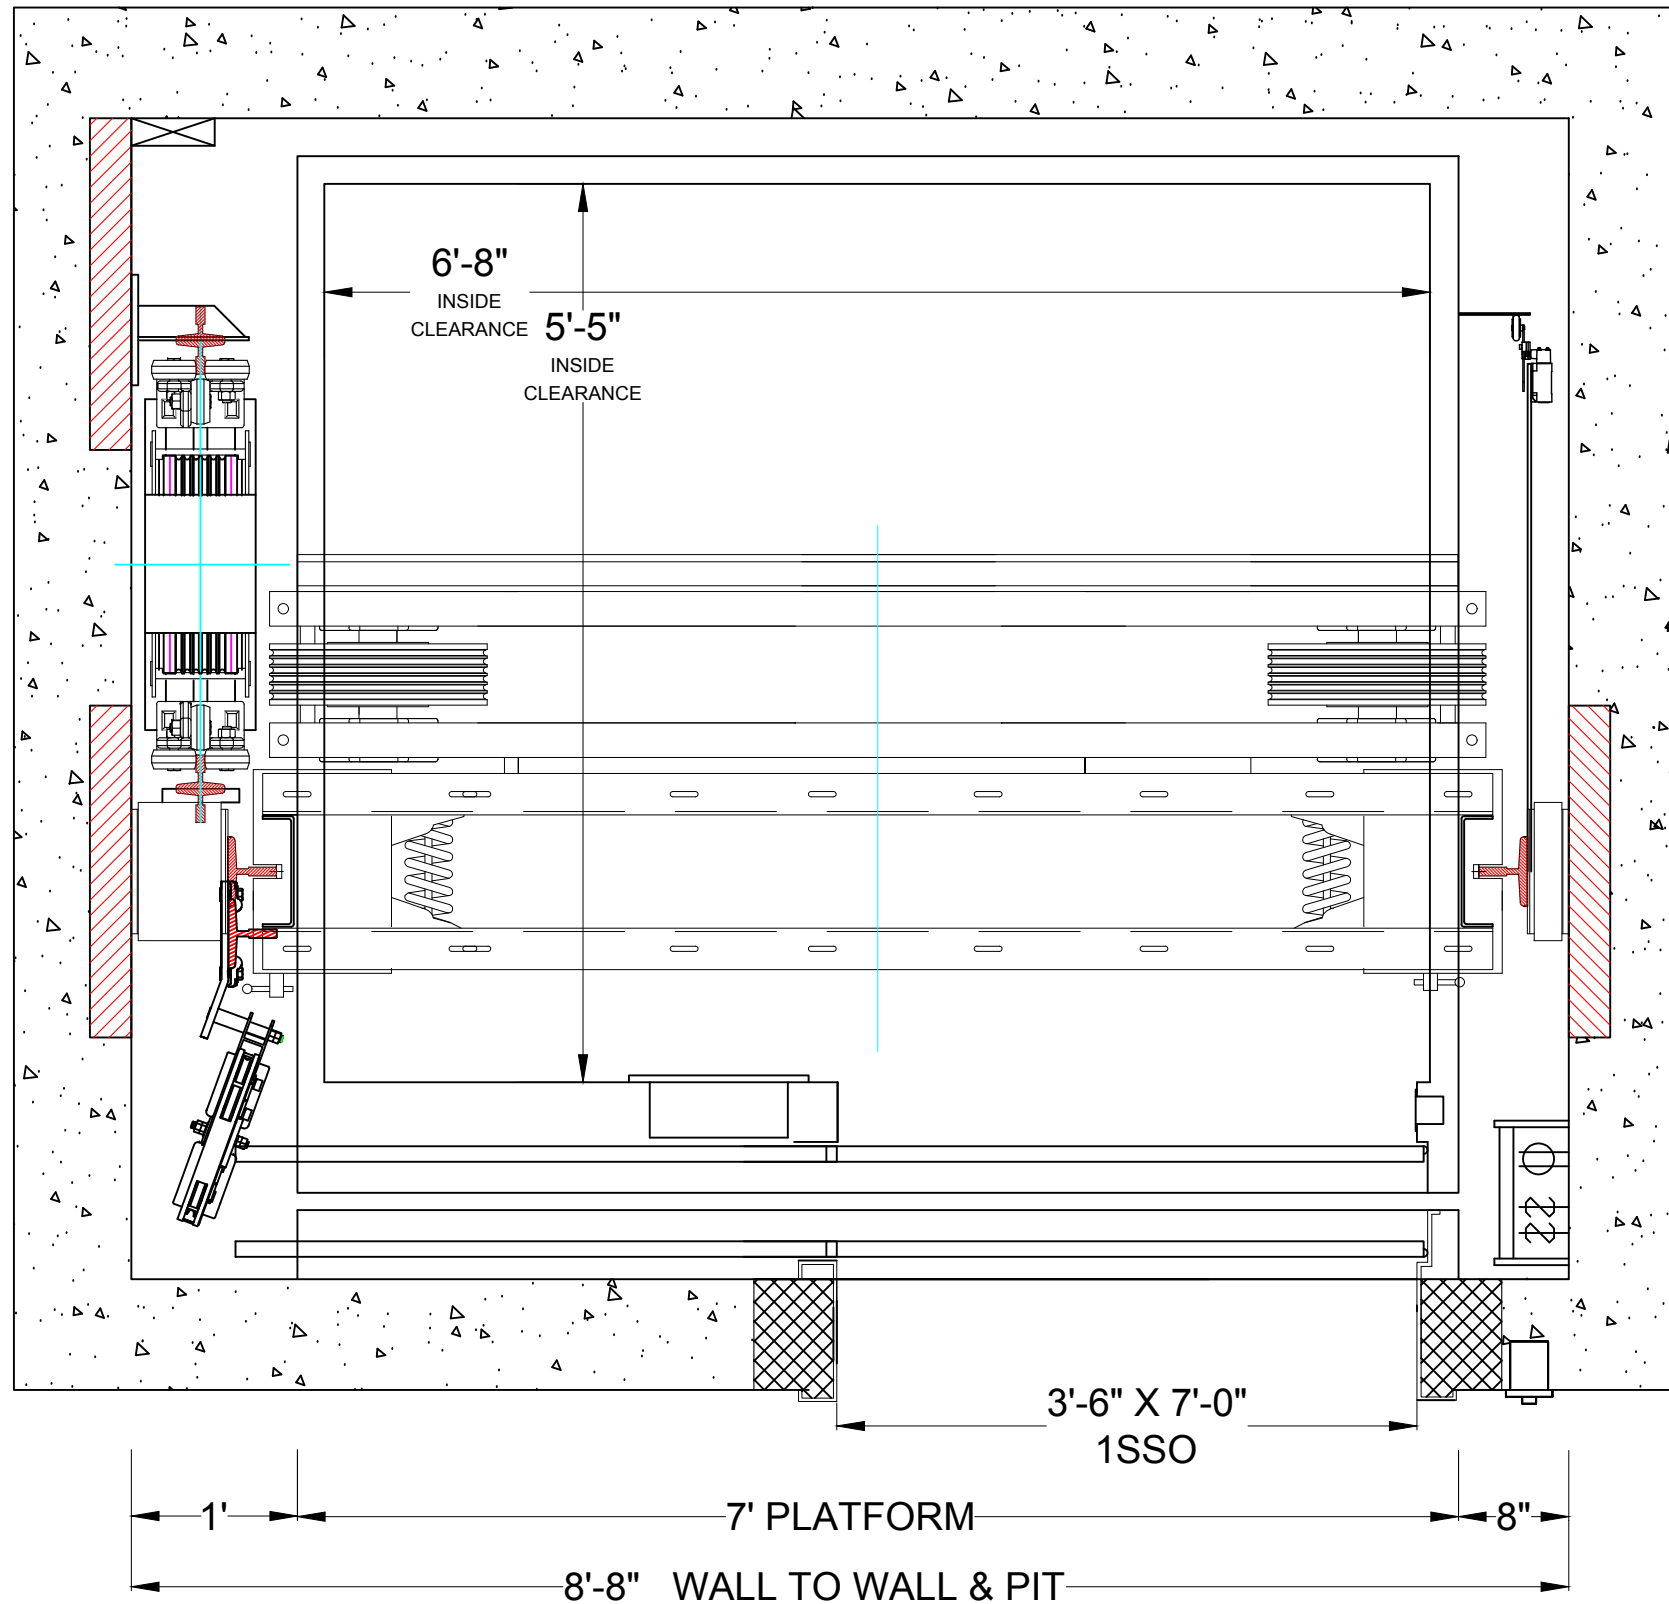 6'-8"
INSIDE
CLEARANCE
5'-5"
INSIDE
CLEARANCE
3'-6" X 7'-0"
1SSO
1'
7' PLATFORM
8"
8'-8" WALL TO WALL & PIT